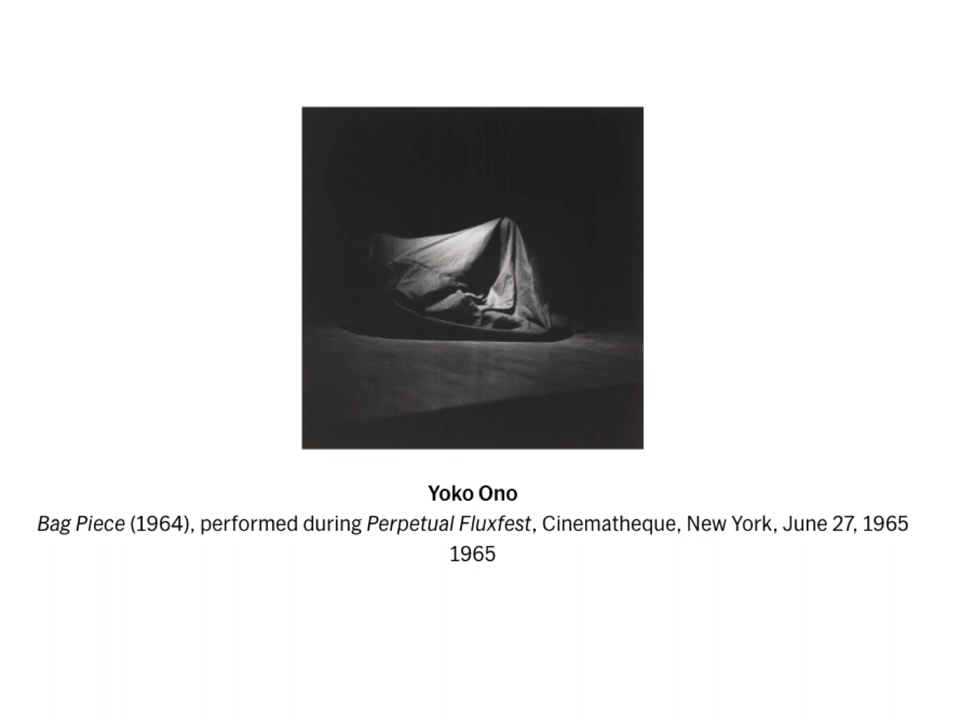 Yoko Ono
Bag Piece (1964), performed during Perpetual Fluxfest, Cinematheque, New York, June 27, 1965
1965